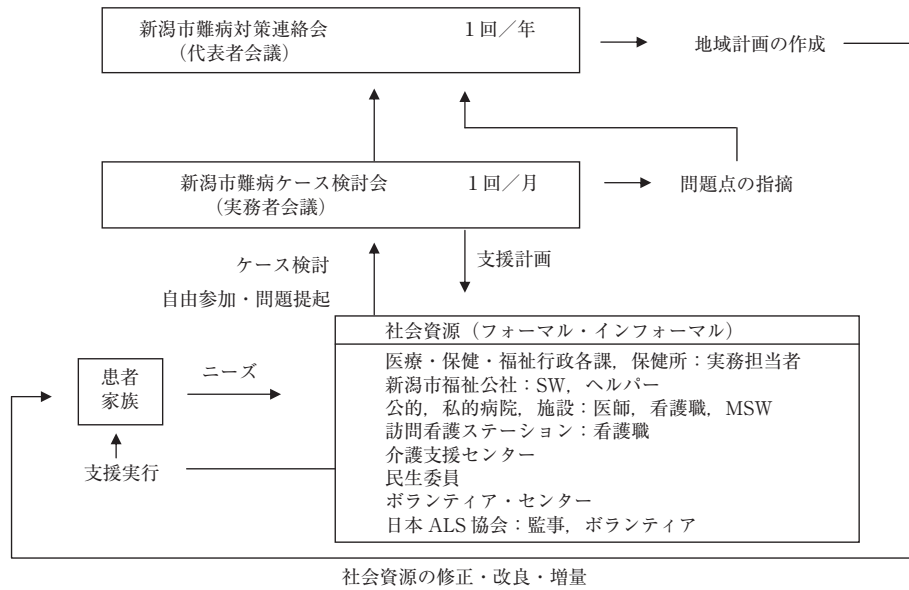 新潟市難病対策連絡会 1回／年
（代表者会議）
地域計画の作成
新潟市難病ケース検討会 1回／月
（実務者会議）
問題点の指摘
ケース検討
自由参加・問題提起
支援計画
社会資源（フォーマル・インフォーマル）
医療・保健・福祉行政各課，保健所：実務担当者
新潟市福祉公社：SW，ヘルパー
公的，私的病院，施設：医師，看護職，MSW
訪問看護ステーション：看護職
介護支援センター
民生委員
ボランティア・センター
日本 ALS 協会：監事，ボランティア
患者
家族
ニーズ
支援実行
社会資源の修正・改良・増量